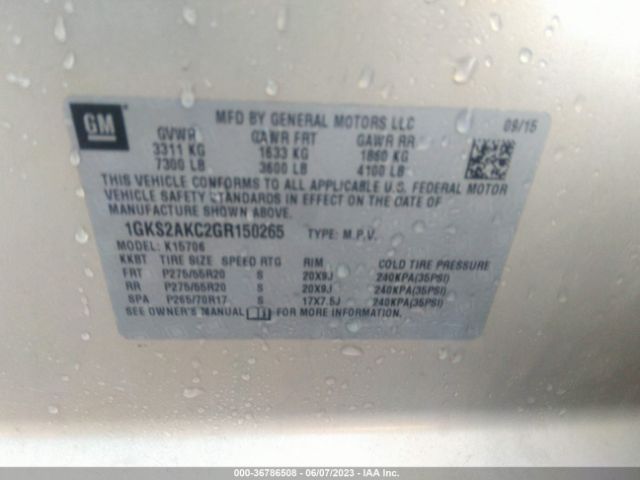 GM
MFD BY GENERAL MOTORS LLC 09/15
GVWR GAWR FRT GAWR RR
3311 KG 1633 KG 1860 KG
7300 LB 3600 LB 4100 LB
THIS VEHICLE CONFORMS TO ALL APPLICABLE U.S. FEDERAL MOTOR
VEHICLE SAFETY STANDARDS IN EFFECT ON THE DATE OF
MANUFACTURE SHOWN ABOVE.
1GKS2AKC2GR150265 TYPE: M.P.V.
MODEL: K15706
KKBT TIRE SIZE SPEED RTG RIM COLD TIRE PRESSURE
FRT P275/55R20 S 20X9J 240KPA(35PSI)
RR P275/55R20 S 20X9J 240KPA(35PSI)
SPA P265/70R17 S 17X7.5J 240KPA(35PSI)
SEE OWNER'S MANUAL FOR MORE INFORMATION.
000-36786508 - 06/07/2023 - IAA Inc.